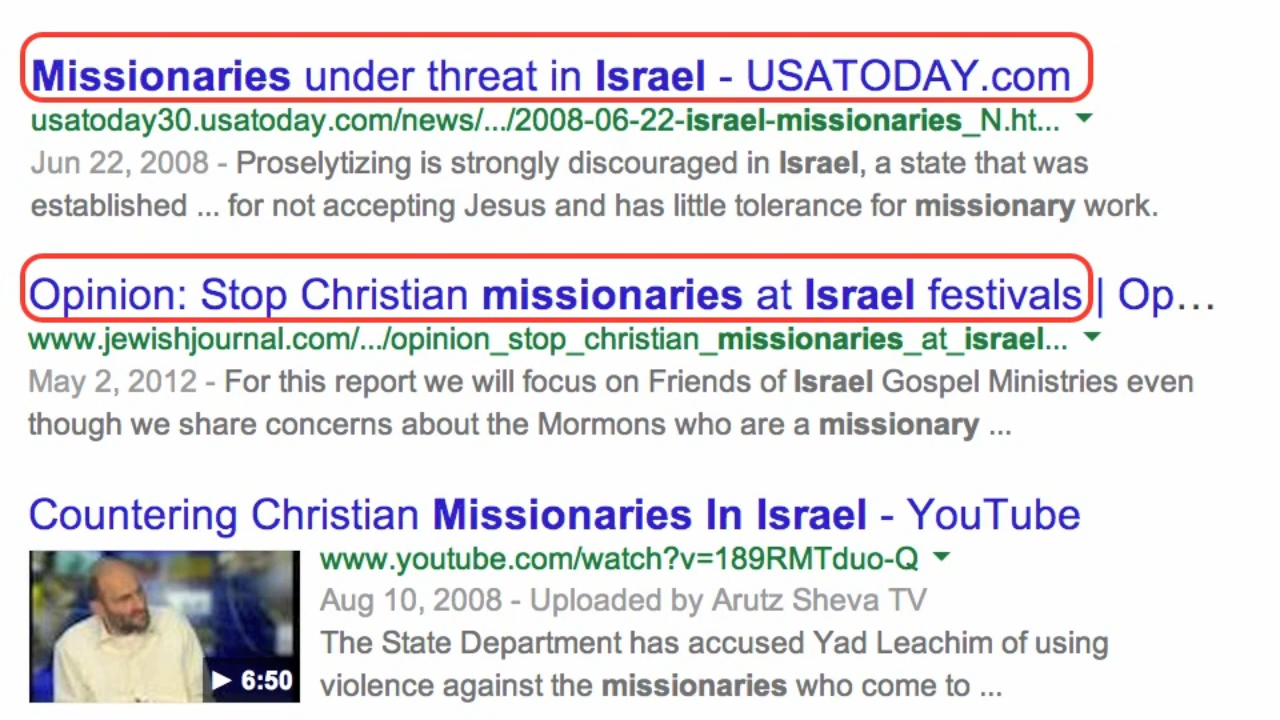 Missionaries under threat in Israel - USATODAY.com
usatoday30.usatoday.com/news/.../2008-06-22-israel-missionaries_N.ht...
Jun 22, 2008 - Proselytizing is strongly discouraged in Israel, a state that was
established ... for not accepting Jesus and has little tolerance for missionary work.
Opinion: Stop Christian missionaries at Israel festivals | Op...
www.jewishjournal.com/.../opinion_stop_christian_missionaries_at_israel...
May 2, 2012 - For this report we will focus on Friends of Israel Gospel Ministries even
though we share concerns about the Mormons who are a missionary ...
Countering Christian Missionaries In Israel - YouTube
www.youtube.com/watch?v=189RMTduo-Q
Aug 10, 2008 - Uploaded by Arutz Sheva TV
The State Department has accused Yad Leachim of using
6:50
violence against the missionaries who come to ...